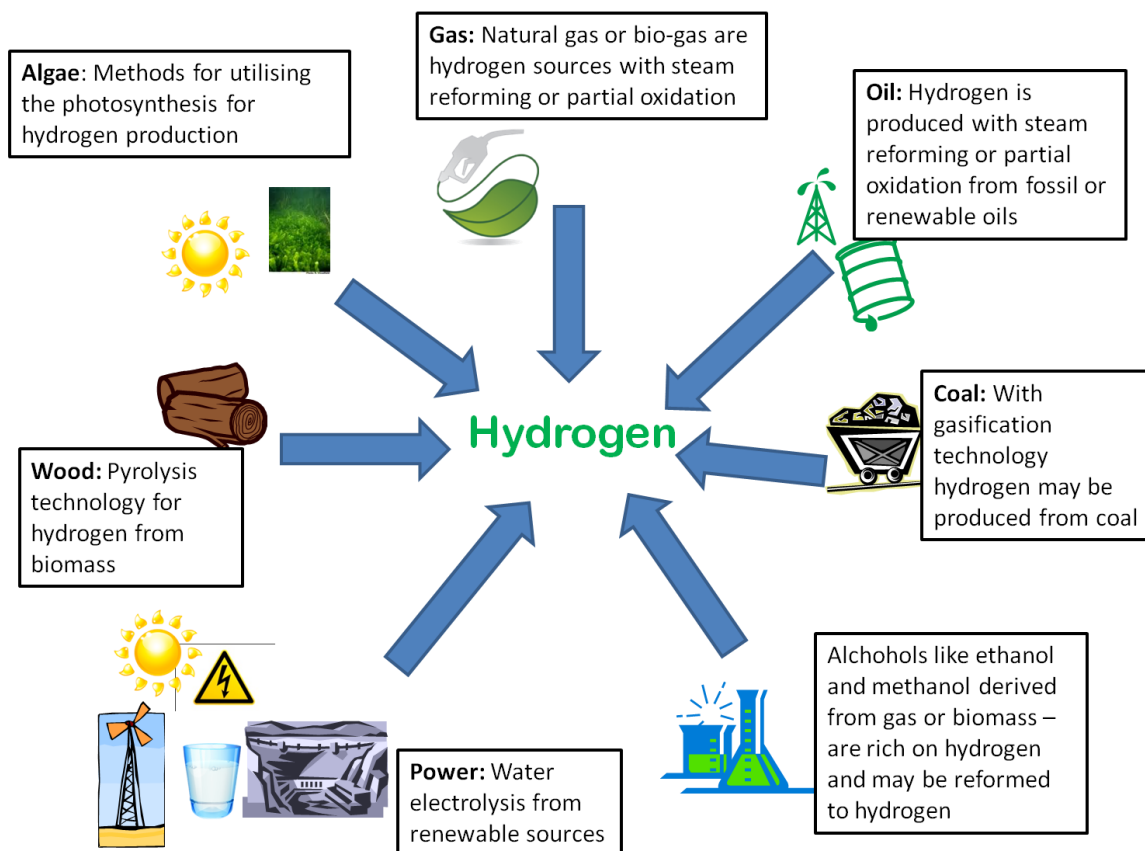 Gas: Natural gas or bio-gas are
hydrogen sources with steam
reforming or partial oxidation
Algae: Methods for utilising
the photosynthesis for
hydrogen production
Oil: Hydrogen is
produced with steam
reforming or partial
oxidation from fossil or
renewable oils
Hydrogen
Coal: With
gasification
technology
hydrogen may be
produced from coal
Wood: Pyrolysis
technology for
hydrogen from
biomass
Alchohols like ethanol
and methanol derived
from gas or biomass –
are rich on hydrogen
and may be reformed
to hydrogen
Power: Water
electrolysis from
renewable sources